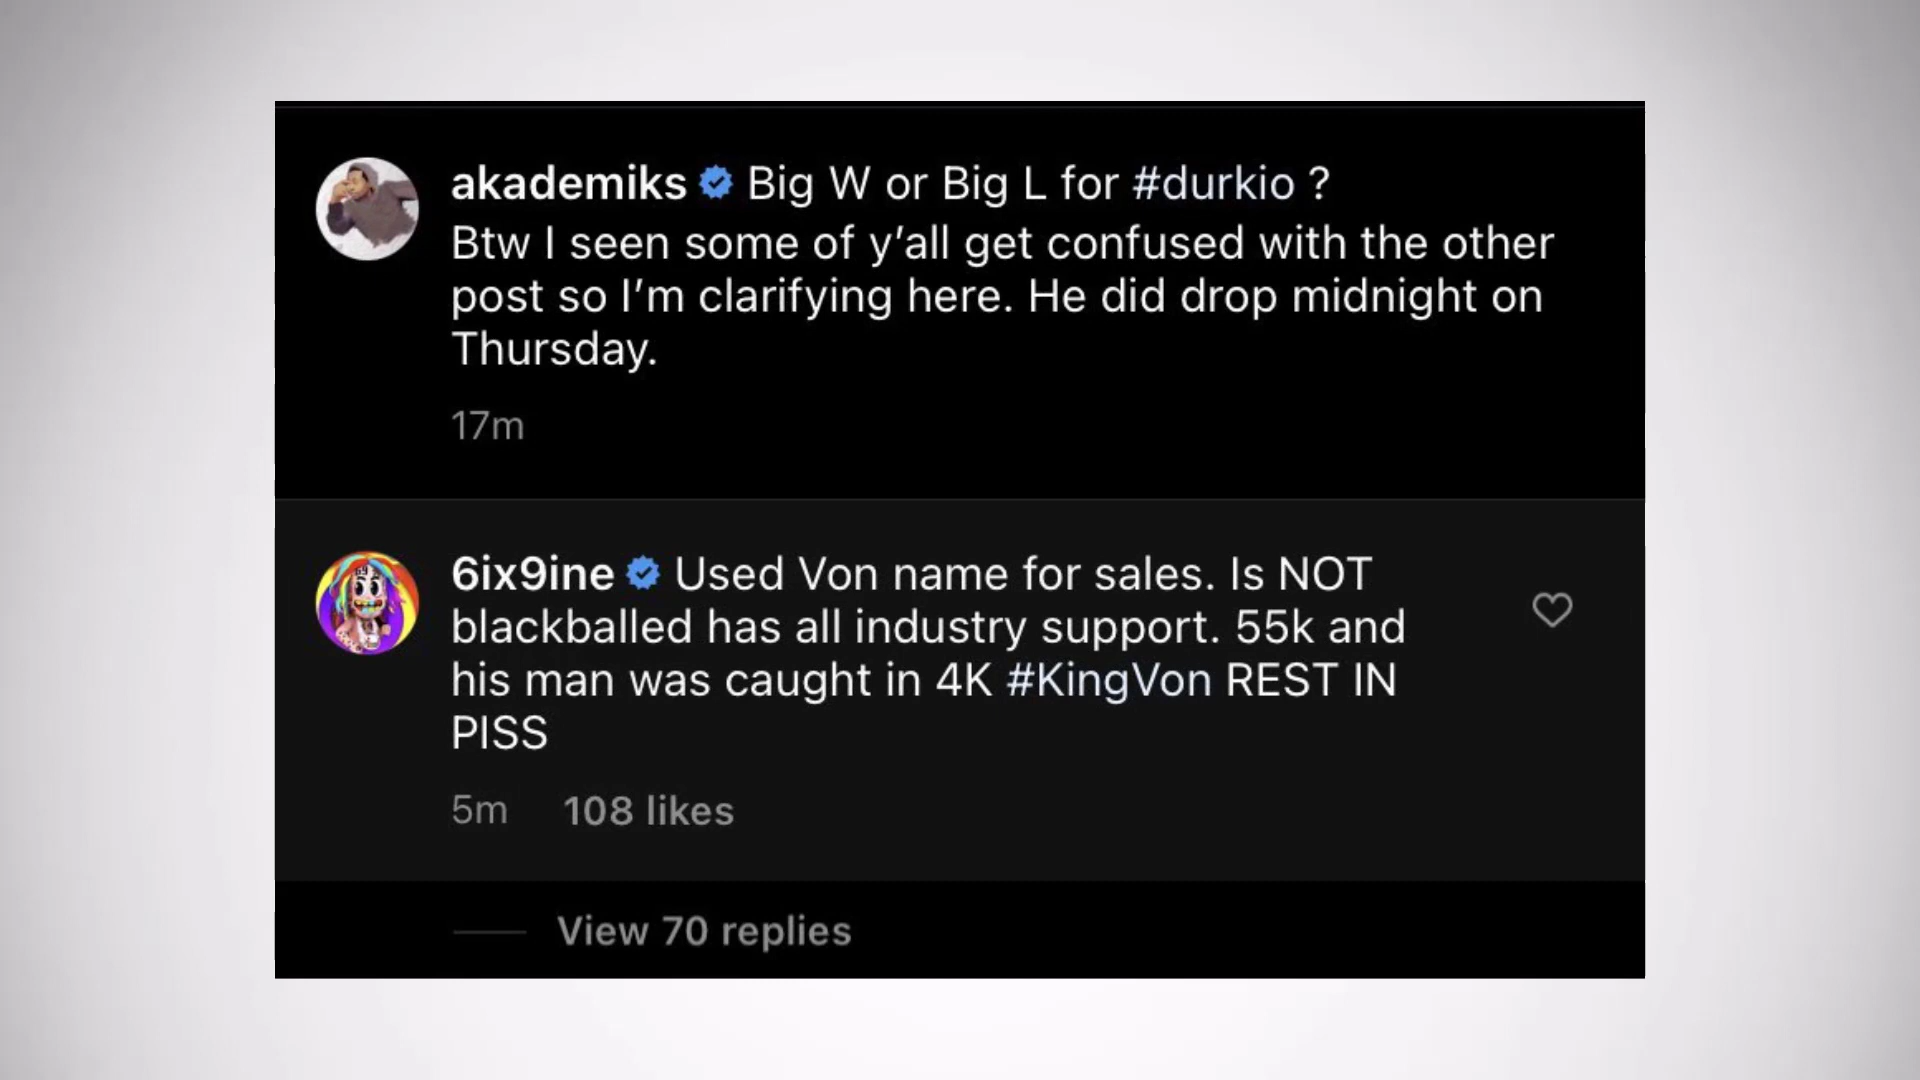 akademiks Big W or Big L for #durkio ?
Btw I seen some of y’all get confused with the other
post so I’m clarifying here. He did drop midnight on
Thursday.
17m
6ix9ine Used Von name for sales. Is NOT
blackballed has all industry support. 55k and
his man was caught in 4K #KingVon REST IN
PISS
5m 108 likes
View 70 replies